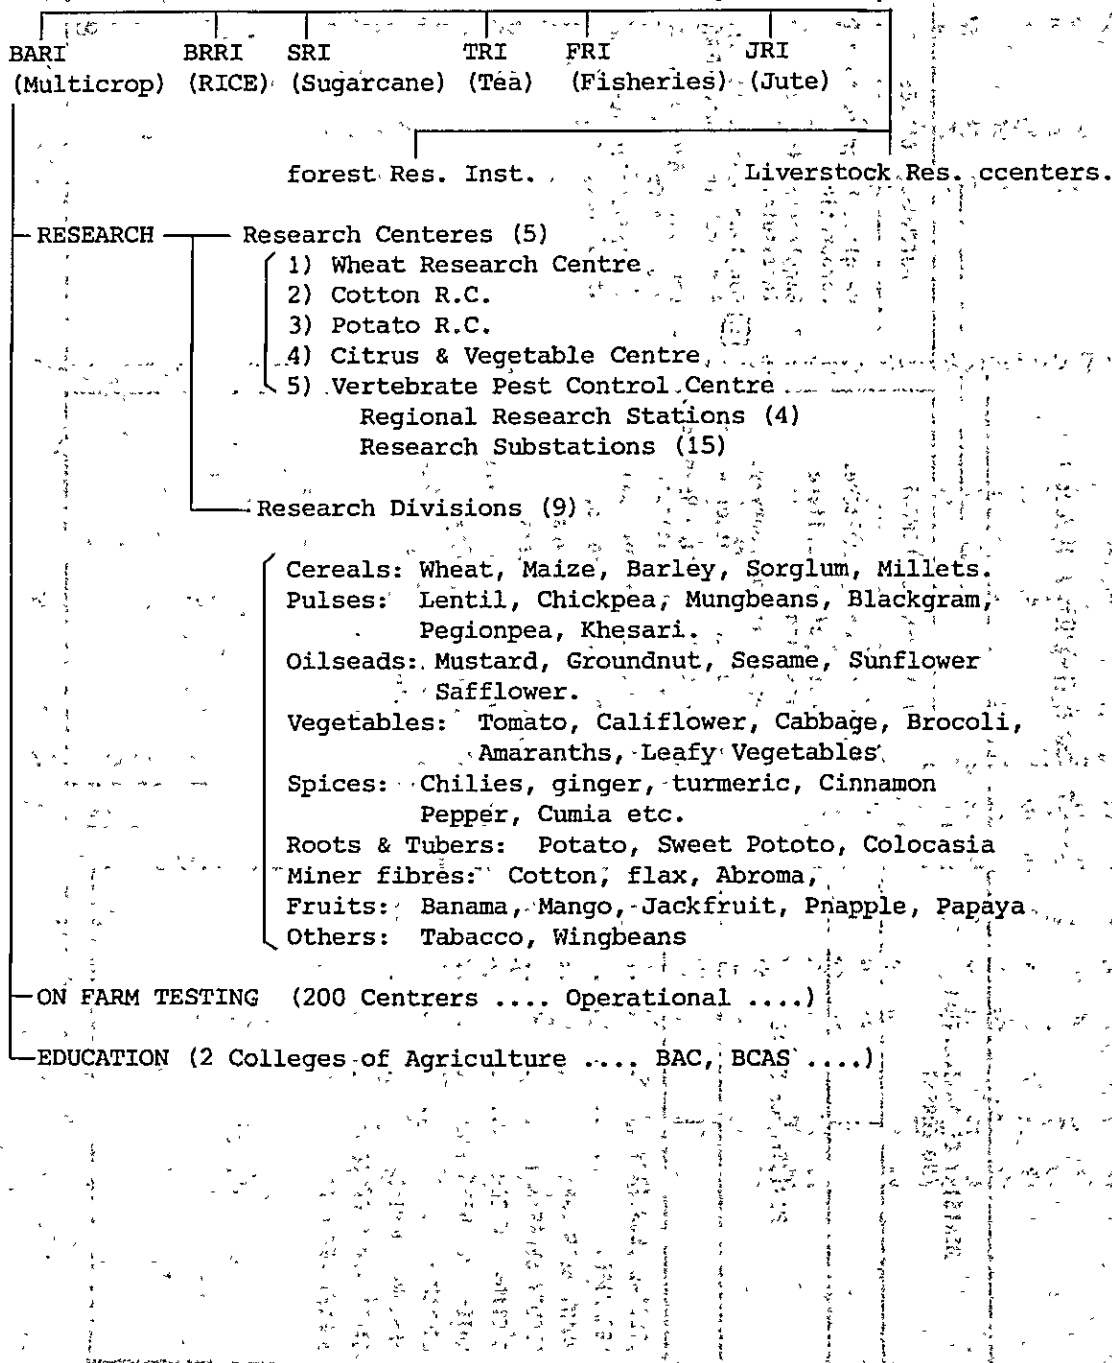 BARI BRRI SRI TRI FRI JRI
(Multicrop) (RICE) (Sugarcane) (Tea) (Fisheries) (Jute)
forest Res. Inst. Liverstock Res. ccenters.
RESEARCH Research Centeres (5)
1) Wheat Research Centre
2) Cotton R.C.
3) Potato R.C.
4) Citrus & Vegetable Centre
5) Vertebrate Pest Control Centre
Regional Research Stations (4)
Research Substations (15)
Research Divisions (9)
Cereals: Wheat, Maize, Barley, Sorglum, Millets.
Pulses: Lentil, Chickpea, Mungbeans, Blackgram,
Pegionpea, Khesari.
Oilseads: Mustard, Groundnut, Sesame, Sunflower
Safflower.
Vegetables: Tomato, Califlower, Cabbage, Brocoli,
Amaranths, Leafy Vegetables
Spices: Chilies, ginger, turmeric, Cinnamon
Pepper, Cumia etc.
Roots & Tubers: Potato, Sweet Pototo, Colocasia
Miner fibres: Cotton, flax, Abroma,
Fruits: Banama, Mango, Jackfruit, Pnapple, Papaya
Others: Tabacco, Wingbeans
ON FARM TESTING (200 Centrers .... Operational ....)
EDUCATION (2 Colleges of Agriculture .... BAC, BCAS ....)